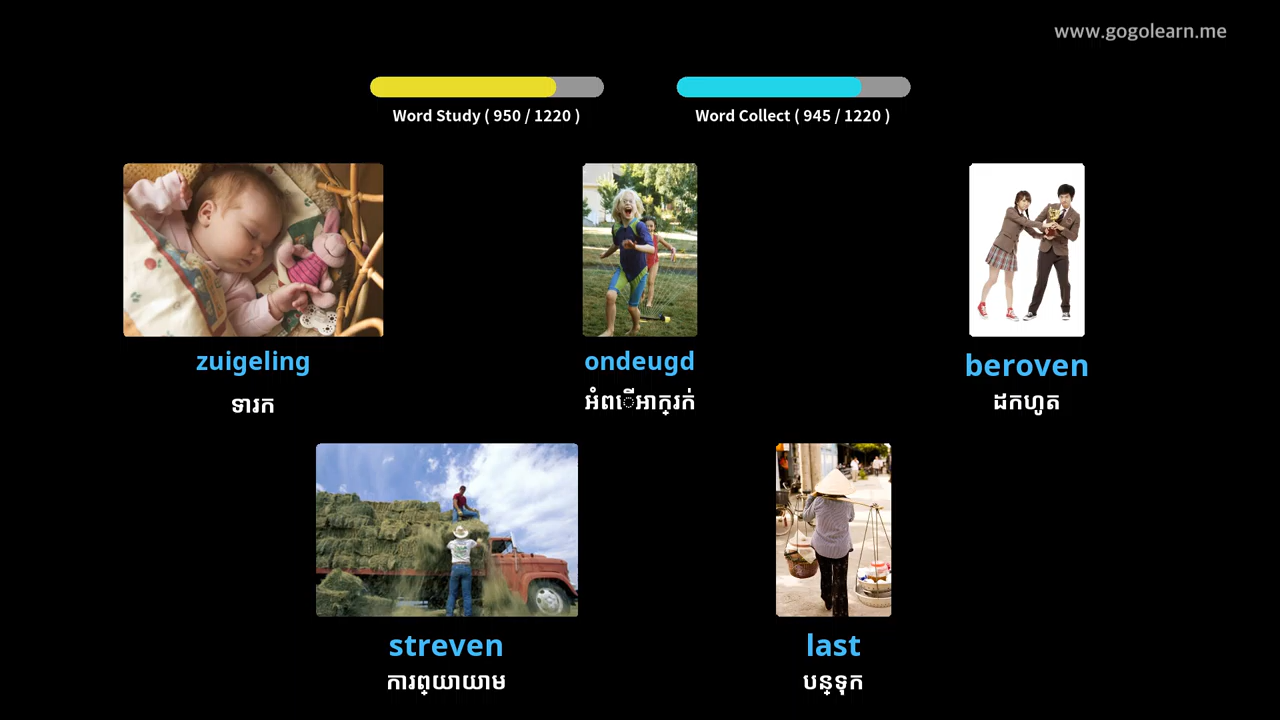 www.gogolearn.me
Word Study ( 950 / 1220 )
Word Collect ( 945 / 1220 )
zuigeling
ondeugd
beroven
ទារក
អំពើអាក្រក់
ដកហូត
streven
last
ការព្យាយាម
បន្ទុក